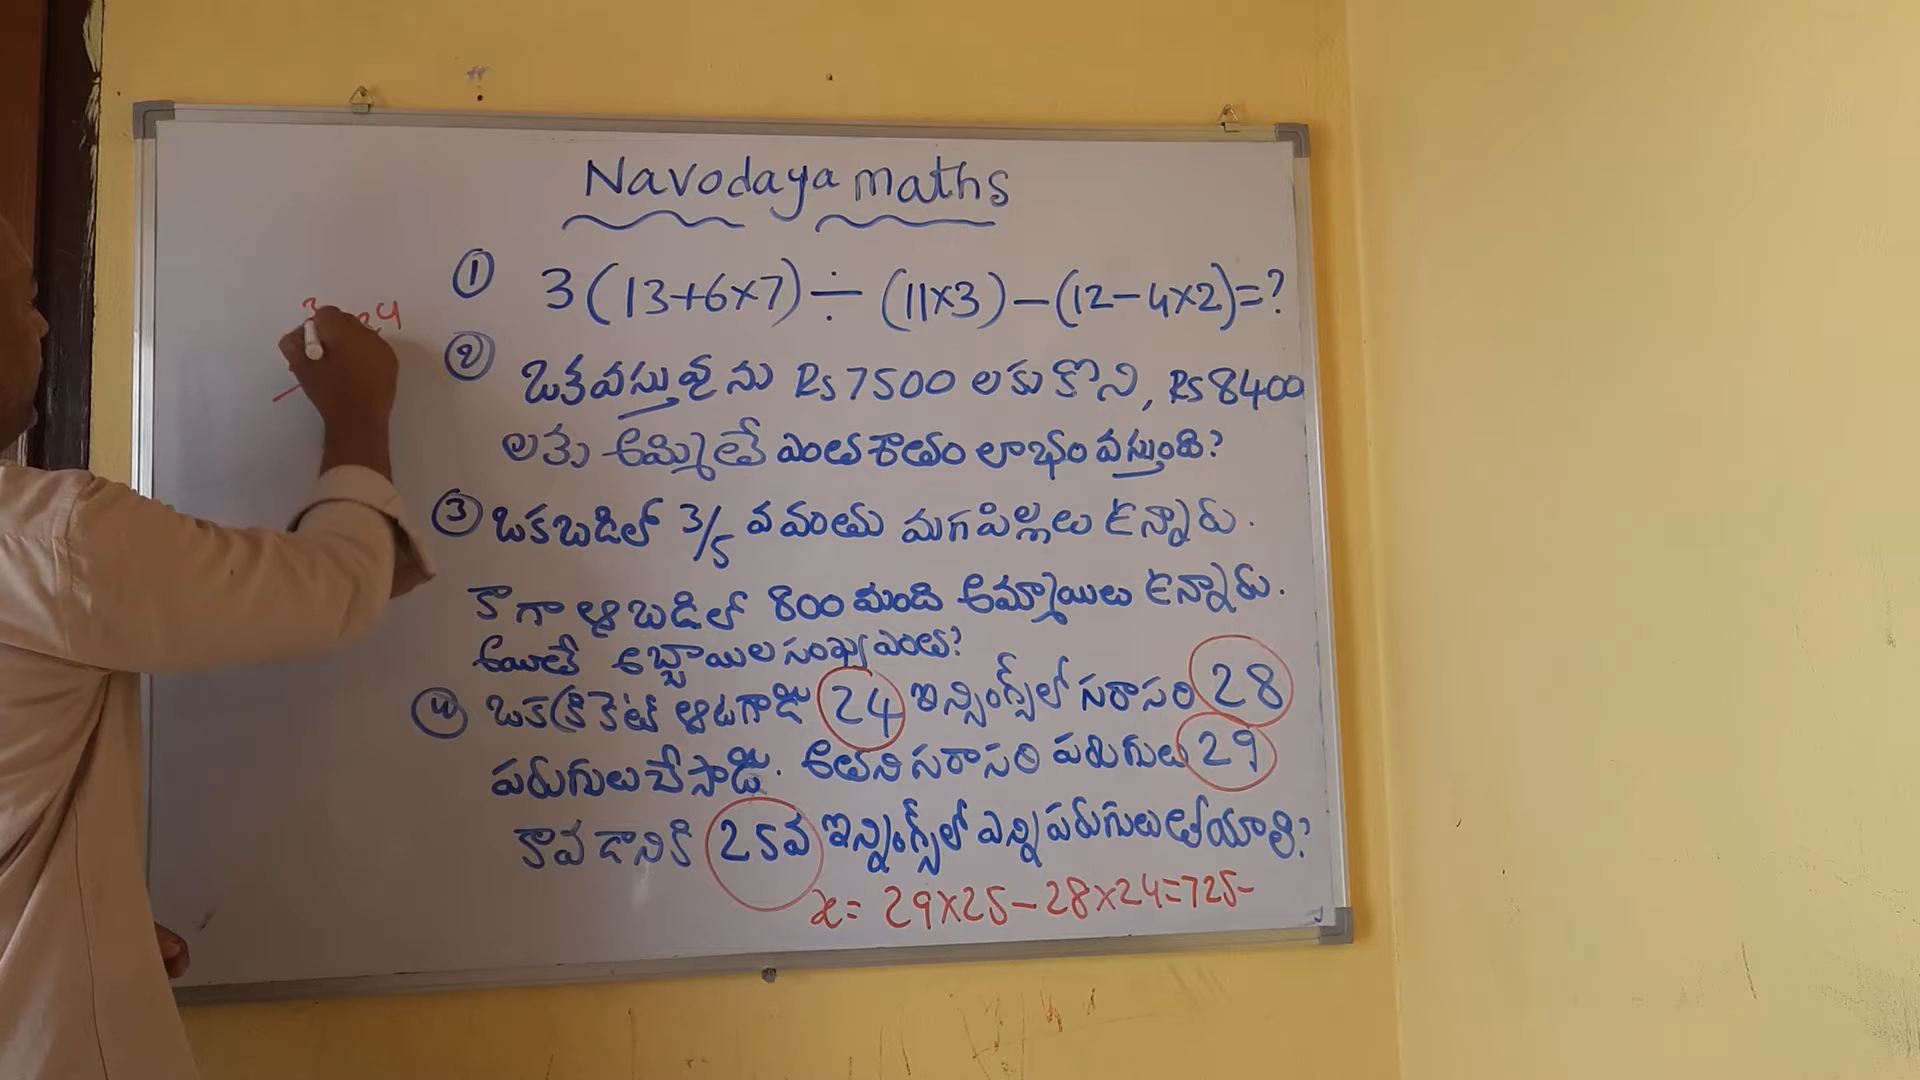 Navodaya maths
① 3(13+6×7) ÷ (11×3) – (12–4×2)=?
② ఒక వస్తువును Rs 7500 లకు కొని, Rs 8400
లకు అమ్మితే ఎంత శాతం లాభం వస్తుంది?
③ ఒక బడిలో 3/5 వ వంతు మగ పిల్లలు ఉన్నారు.
కాగా ఆ బడిలో 800 మంది అమ్మాయిలు ఉన్నారు.
అయితే అబ్బాయిల సంఖ్య ఎంత?
④ ఒక క్రికెట్ ఆటగాడు 24 ఇన్నింగ్స్‌లో సరాసరి 28
పరుగులు చేసాడు. అతని సరాసరి పరుగులు 29
కావడానికి 25వ ఇన్నింగ్స్‌లో ఎన్ని పరుగులు చేయాలి?
x= 29×25–28×24=725–